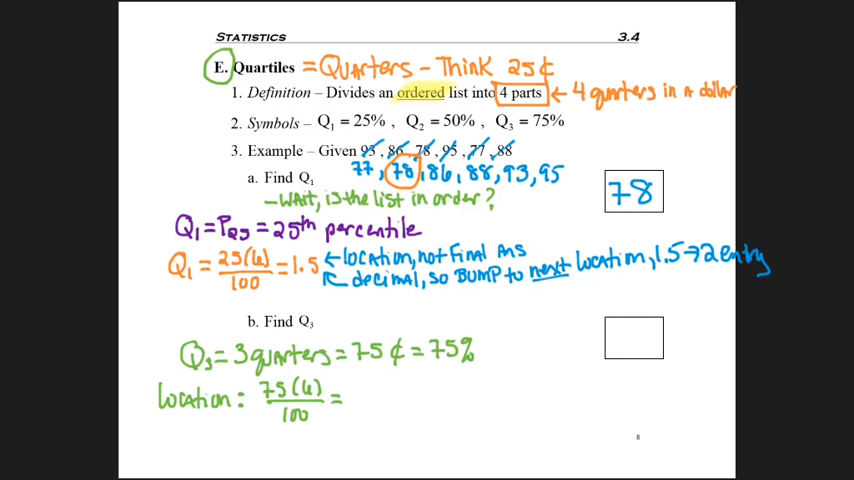 STATISTICS 3.4
E. Quartiles = QUARTERS - Think 25¢
1. Definition – Divides an ordered list into 4 parts ← 4 quarters in a dollar
2. Symbols – Q₁ = 25% , Q₂ = 50% , Q₃ = 75%
3. Example – Given 93 , 86 , 78 , 95 , 77 , 88
77, 78, 86, 88, 93, 95
a. Find Q₁
78
- WAIT, is the list in order?
Q₁ = P₂₅ = 25th percentile
Q₁ = 25(6)/100 = 1.5 ← location, not Final Ans
← decimal, so BUMP to next location, 1.5 → 2 entry
b. Find Q₃
Q₃ = 3 quarters = 75¢ = 75%
location = 75(6)/100 =
8